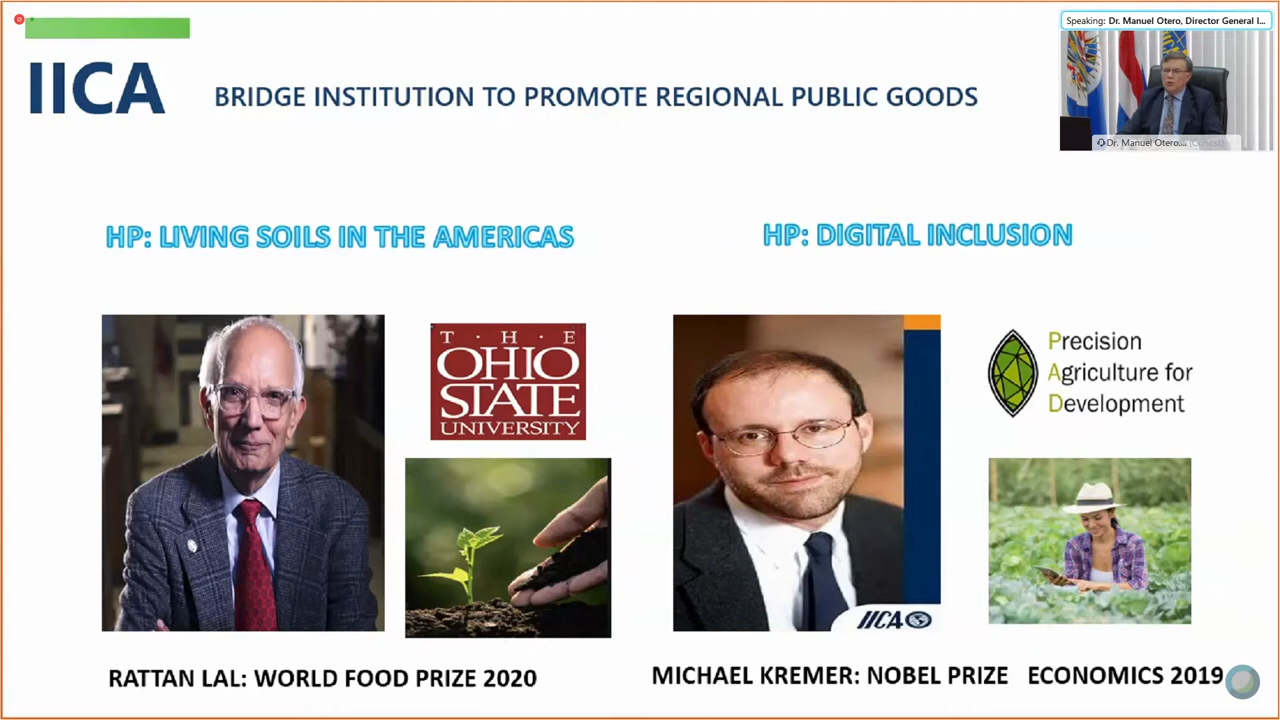 Speaking: Dr. Manuel Otero, Director General I...
IICA
BRIDGE INSTITUTION TO PROMOTE REGIONAL PUBLIC GOODS
Dr. Manuel Otero,... (Cohost)
HP: LIVING SOILS IN THE AMERICAS
HP: DIGITAL INCLUSION
T · H · E
OHIO
STATE
UNIVERSITY
Precision
Agriculture for
Development
IICA
RATTAN LAL: WORLD FOOD PRIZE 2020
MICHAEL KREMER: NOBEL PRIZE ECONOMICS 2019